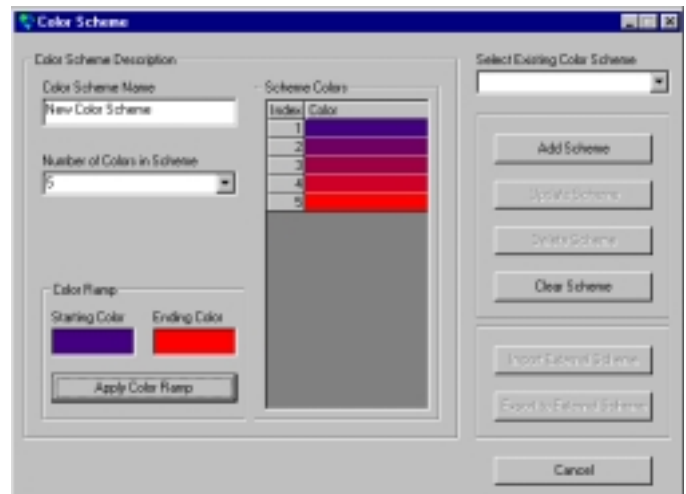 Color Scheme
Color Scheme Description
Color Scheme Name
New Color Scheme
Number of Colors in Scheme
5
Color Ramp
Starting Color Ending Color
Apply Color Ramp
Scheme Colors
Index Color
1
2
3
4
5
Select Existing Color Scheme
Add Scheme
Update Scheme
Delete Scheme
Clear Scheme
Import External Scheme
Export to External Scheme
Cancel